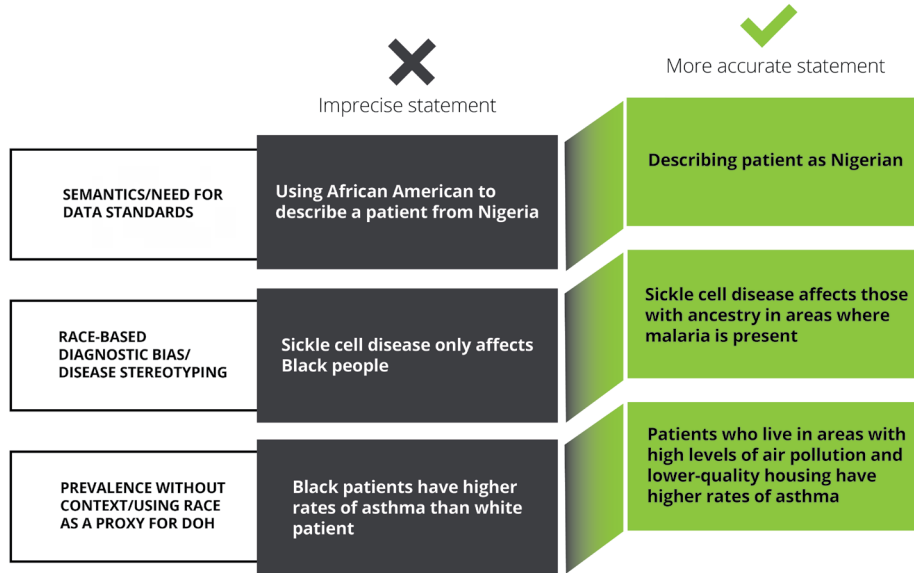 Imprecise statement
More accurate statement
SEMANTICS/NEED FOR
DATA STANDARDS
Using African American to
describe a patient from Nigeria
Describing patient as Nigerian
RACE-BASED
DIAGNOSTIC BIAS/
DISEASE STEREOTYPING
Sickle cell disease only affects
Black people
Sickle cell disease affects those
with ancestry in areas where
malaria is present
PREVALENCE WITHOUT
CONTEXT/USING RACE
AS A PROXY FOR DOH
Black patients have higher
rates of asthma than white
patient
Patients who live in areas with
high levels of air pollution and
lower-quality housing have
higher rates of asthma